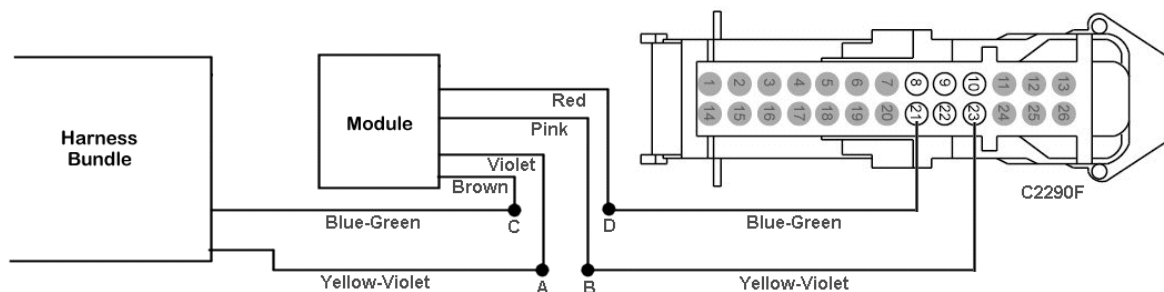 Harness
Bundle
Module
Red
Pink
Violet
Brown
Blue-Green
C
D
Blue-Green
Yellow-Violet
A
B
Yellow-Violet
1 2 3 4 5 6 7 8 9 10 11 12 13
14 15 16 17 18 19 20 21 22 23 24 25 26
C2290F